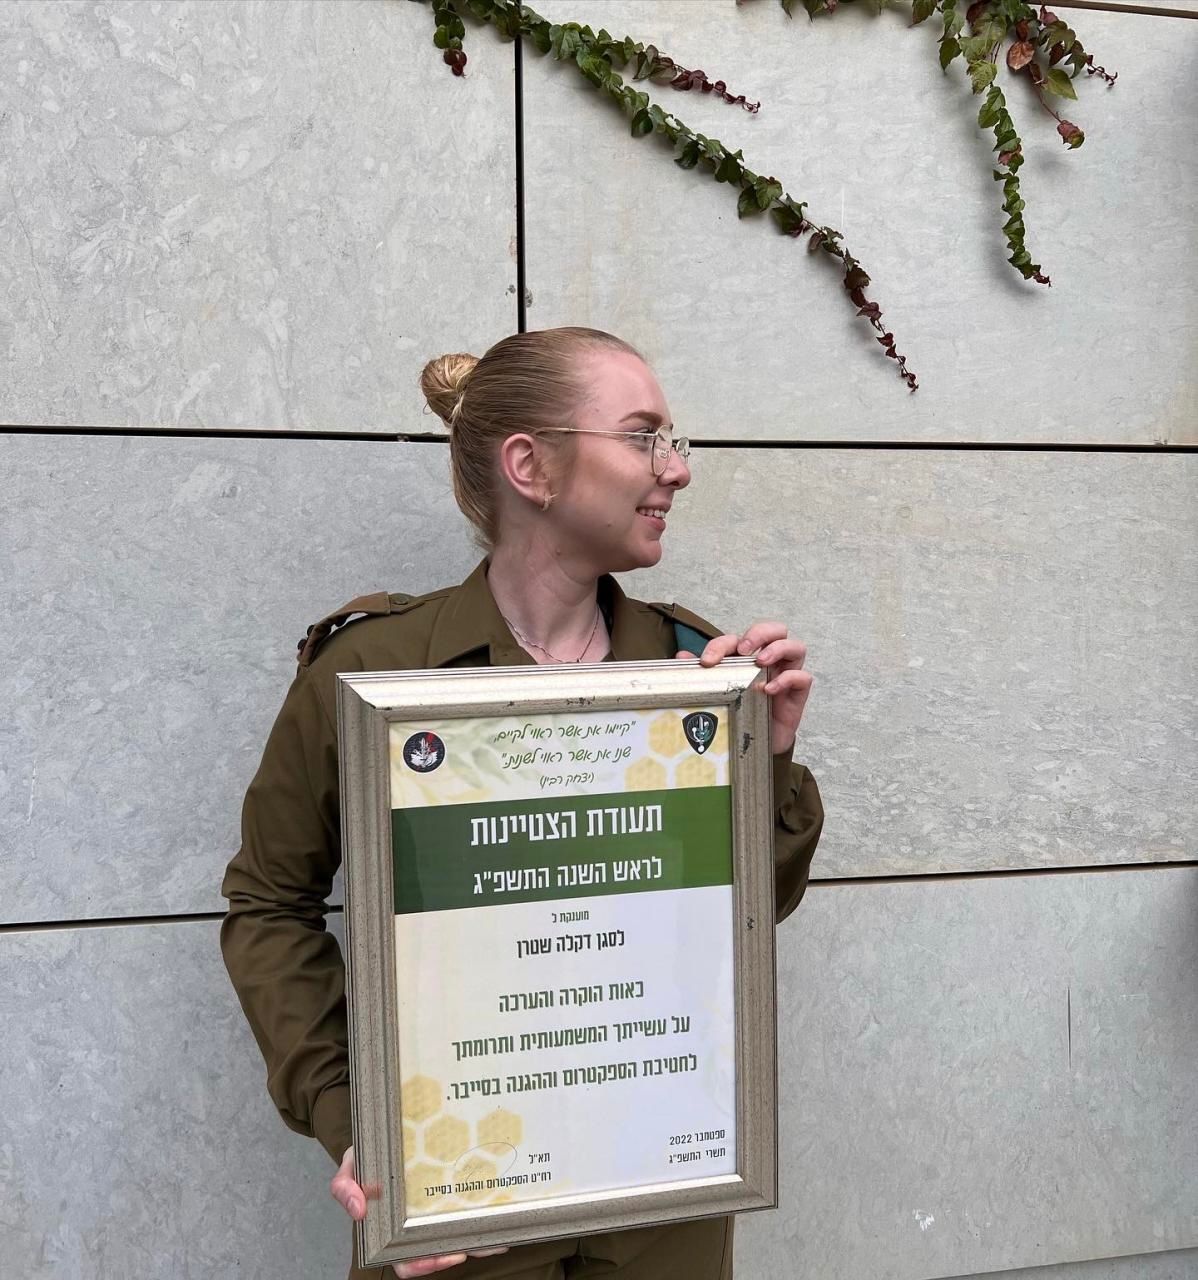 "קיימו את אשר ראוי לקיים,
שנו את אשר ראוי לשנות"
(יצחק רבין)
תעודת הצטיינות
לראש השנה התשפ"ג
מוענקת ל
לסגן דקלה שטרן
כאות הוקרה והערכה
על עשייתך המשמעותית ותרומתך
לחטיבת הספקטרום וההגנה בסייבר.
ספטמבר 2022
תשרי התשפ"ג
תא"ל
רח"ט הספקטרום וההגנה בסייבר